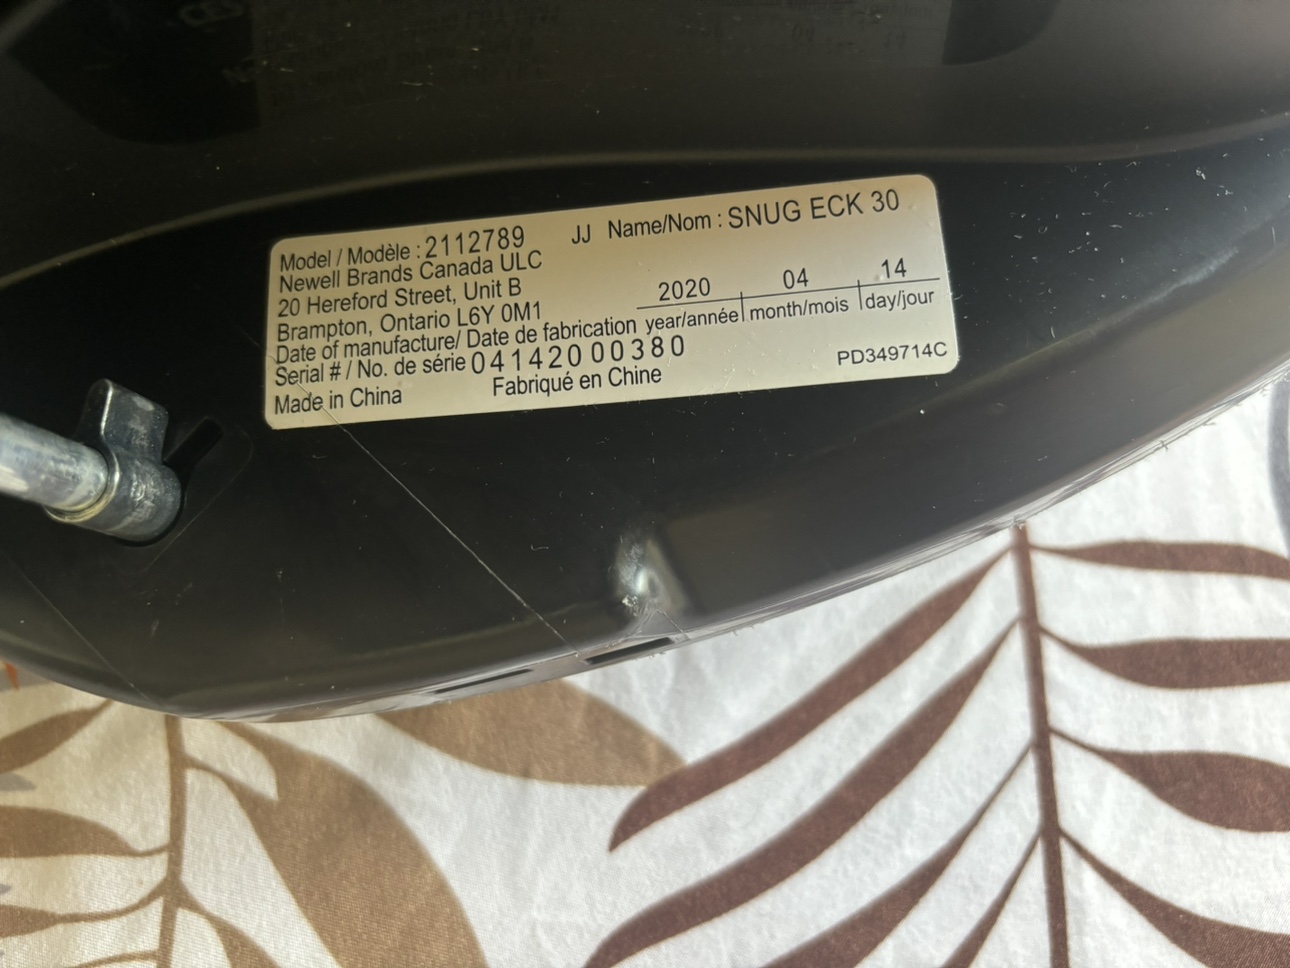 Model / Modèle : 2112789 JJ Name/Nom : SNUG ECK 30
Newell Brands Canada ULC
20 Hereford Street, Unit B
Brampton, Ontario L6Y 0M1
2020 04 14
Date of manufacture/ Date de fabrication year/année month/mois day/jour
Serial # / No. de série 04142000380
Made in China Fabriqué en Chine PD349714C